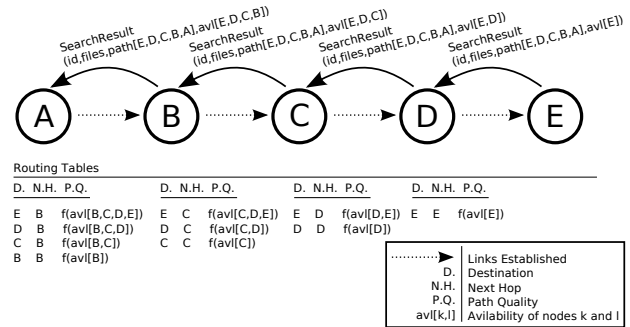 SearchResult
(id,files,path[E,D,C,B,A],avl[E,D,C,B])
SearchResult
(id,files,path[E,D,C,B,A],avl[E,D,C])
SearchResult
(id,files,path[E,D,C,B,A],avl[E,D])
SearchResult
(id,files,path[E,D,C,B,A],avl[E])
A B C D E
Routing Tables
D. N.H. P.Q. D. N.H. P.Q. D. N.H. P.Q. D. N.H. P.Q.
E B f(avl[B,C,D,E]) E C f(avl[C,D,E]) E D f(avl[D,E]) E E f(avl[E])
D B f(avl[B,C,D]) D C f(avl[C,D]) D D f(avl[D])
C B f(avl[B,C]) C C f(avl[C])
B B f(avl[B])
Links Established
D. Destination
N.H. Next Hop
P.Q. Path Quality
avl[k,l] Avilability of nodes k and l